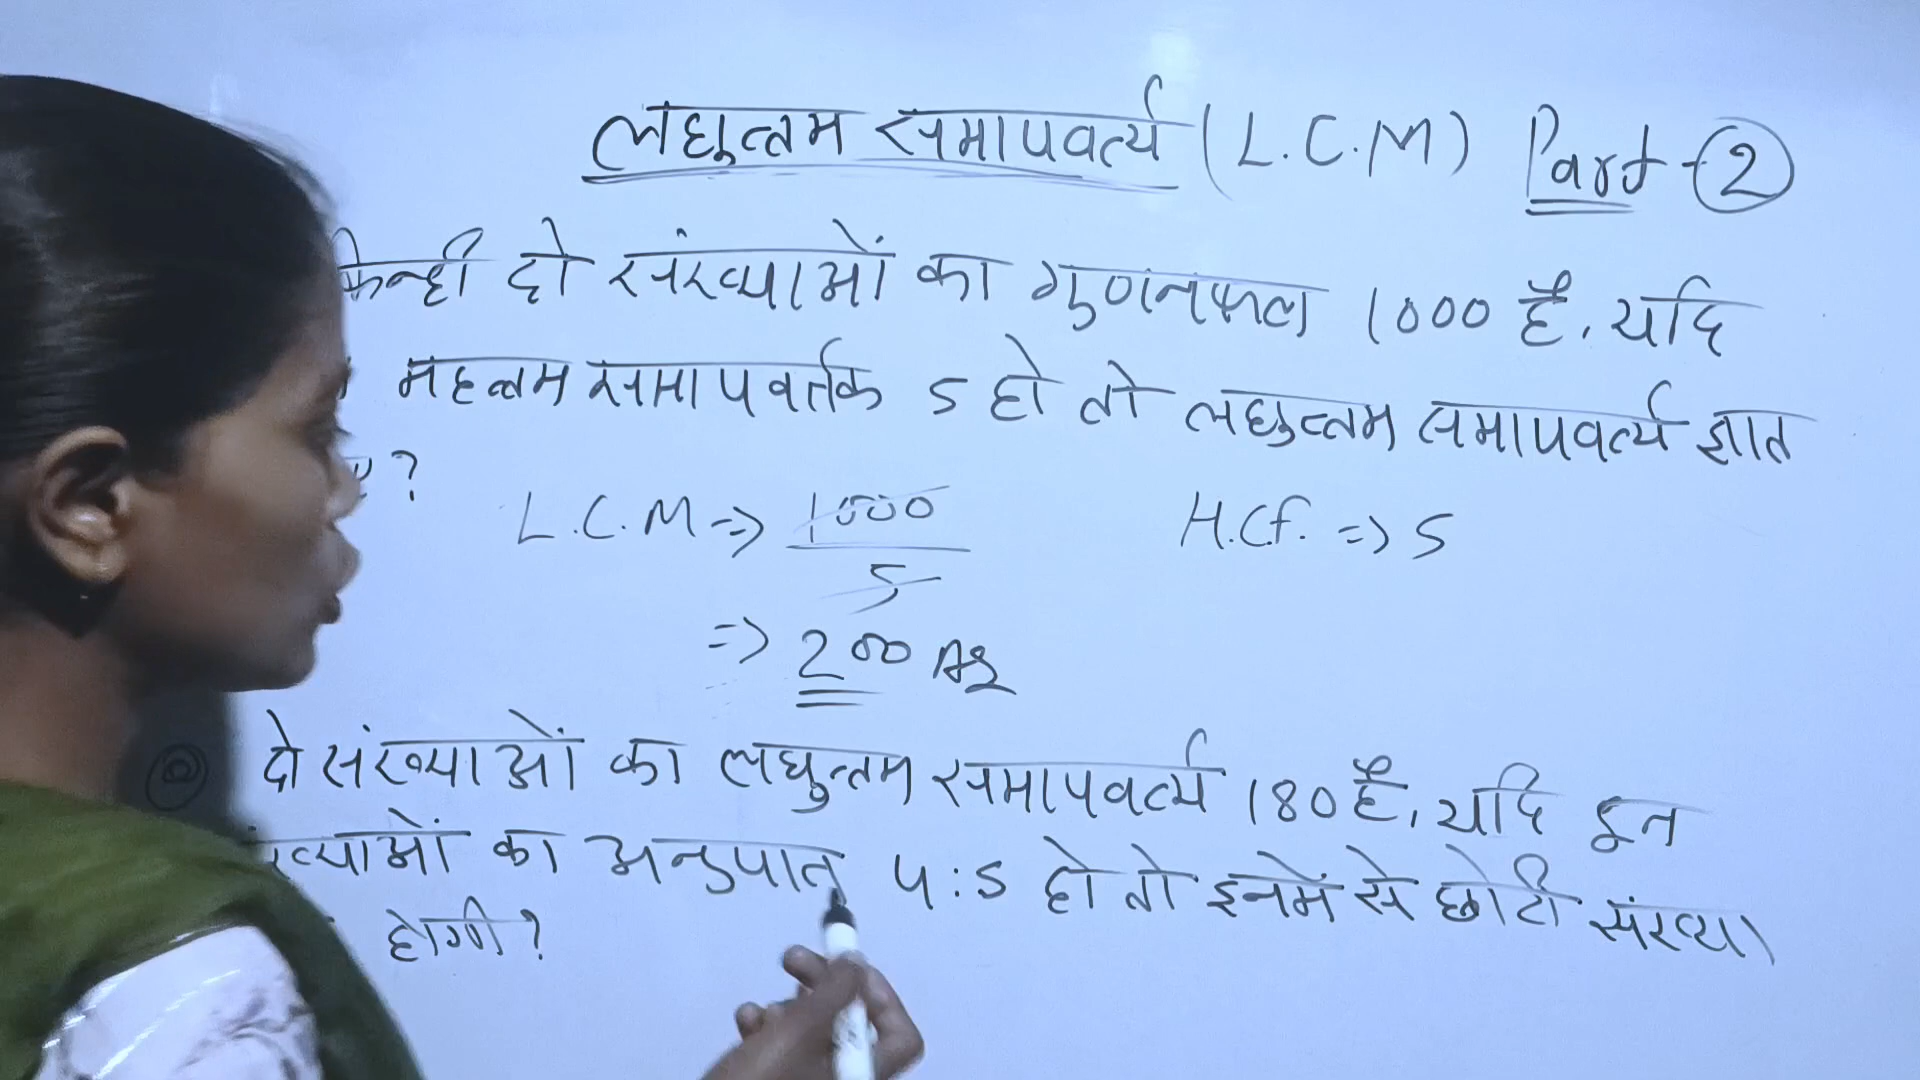 लघुत्तम समापवर्त्य (L.C.M) Part-②
किन्ही दो संख्याओं का गुणनफल 1000 है, यदि
महत्तम समापवर्तक 5 हो तो लघुत्तम समापवर्त्य ज्ञात
?
L.C.M => 1000/5 H.C.F. => 5
=> 200 Ans
दो संख्याओं का लघुत्तम समापवर्त्य 180 है, यदि इन
ख्याओं का अनुपात 4:5 हो तो इनमें से छोटी संख्या
होगी?